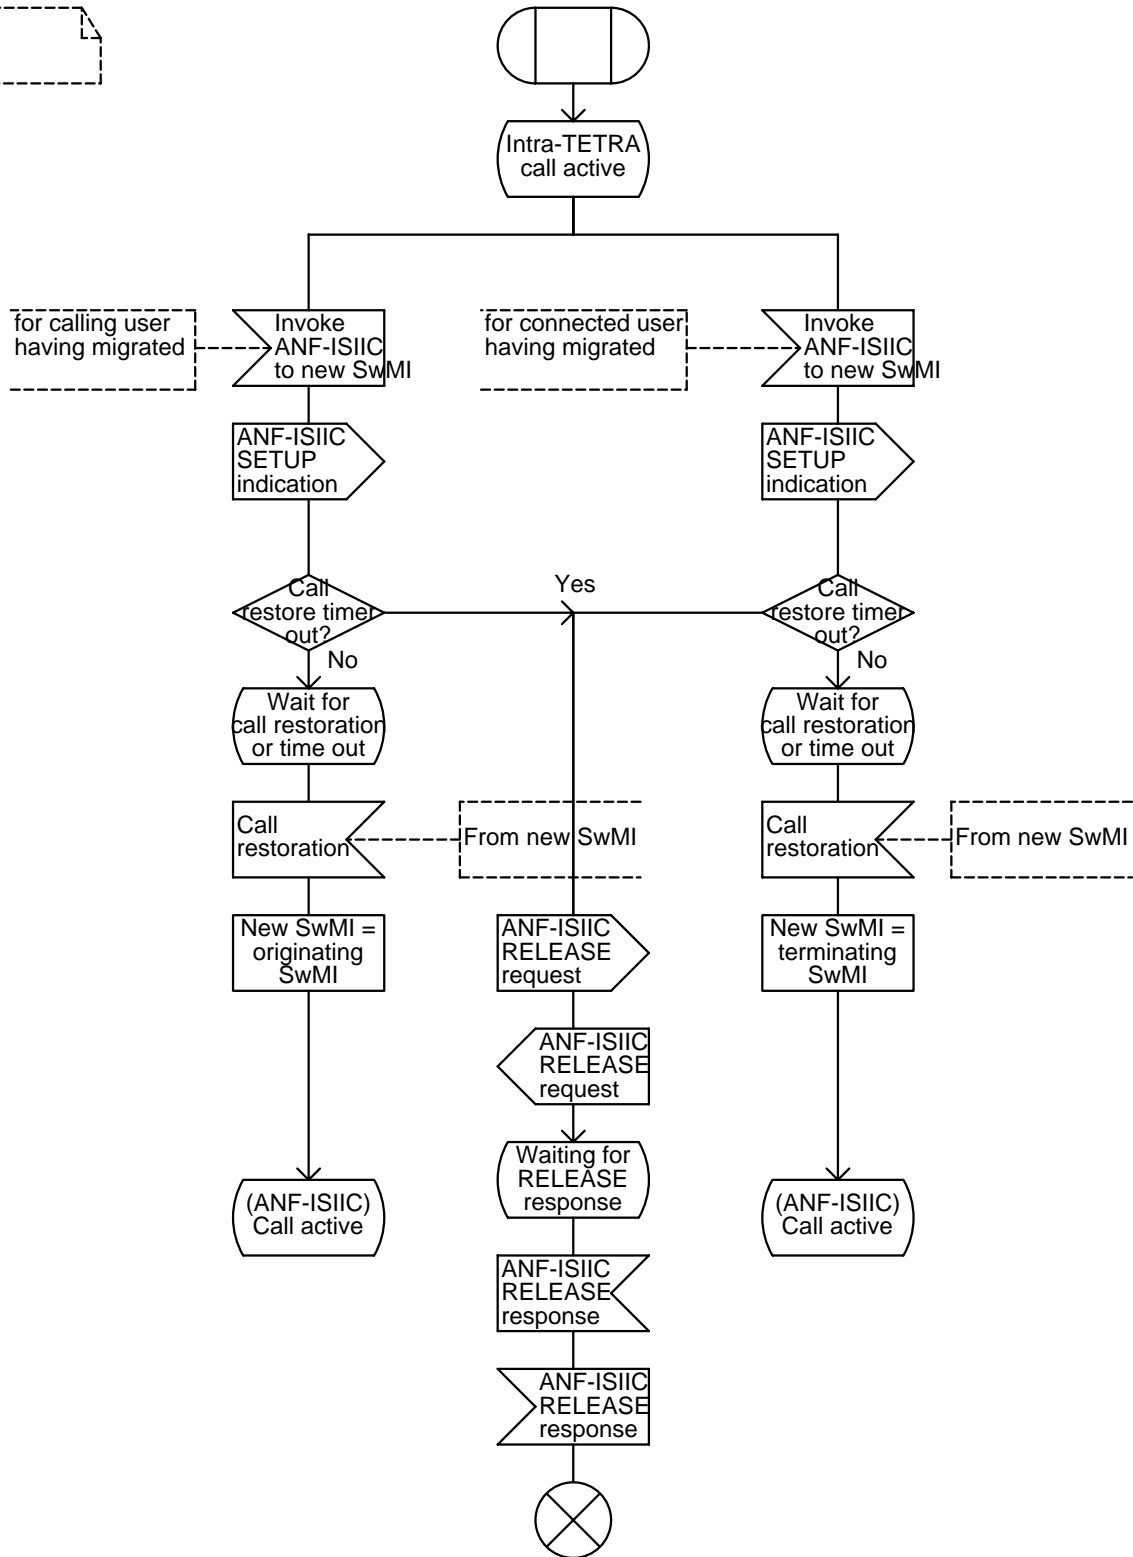 Intra-TETRA
call active
for calling user
having migrated
Invoke
ANF-ISIIC
to new SwMI
for connected user
having migrated
Invoke
ANF-ISIIC
to new SwMI
ANF-ISIIC
SETUP
indication
ANF-ISIIC
SETUP
indication
Call
restore timer
out?
Yes
Call
restore timer
out?
No
No
Wait for
call restoration
or time out
Wait for
call restoration
or time out
Call
restoration
From new SwMI
Call
restoration
From new SwMI
New SwMI =
originating
SwMI
ANF-ISIIC
RELEASE
request
New SwMI =
terminating
SwMI
ANF-ISIIC
RELEASE
request
Waiting for
RELEASE
response
(ANF-ISIIC)
Call active
(ANF-ISIIC)
Call active
ANF-ISIIC
RELEASE
response
ANF-ISIIC
RELEASE
response